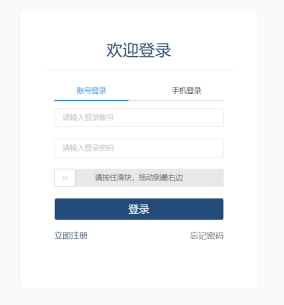 欢迎登录
账号登录 手机登录
请输入登录账号
请输入登录密码
>> 请按住滑块，拖动到最右边
登录
立即注册 忘记密码